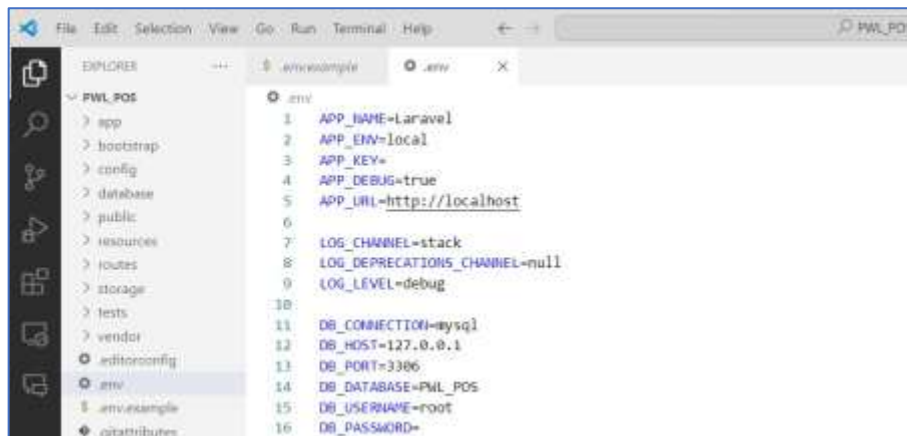 File Edit Selection View Go Run Terminal Help PWL_POS
EXPLORER ... $ .env.example .env
PWL_POS
app
bootstrap
config
database
public
resources
routes
storage
tests
vendor
.editorconfig
.env
$ .env.example
.gitattributes
.env
1 APP_NAME=Laravel
2 APP_ENV=local
3 APP_KEY=
4 APP_DEBUG=true
5 APP_URL=http://localhost
6
7 LOG_CHANNEL=stack
8 LOG_DEPRECATIONS_CHANNEL=null
9 LOG_LEVEL=debug
10
11 DB_CONNECTION=mysql
12 DB_HOST=127.0.0.1
13 DB_PORT=3306
14 DB_DATABASE=PWL_POS
15 DB_USERNAME=root
16 DB_PASSWORD=